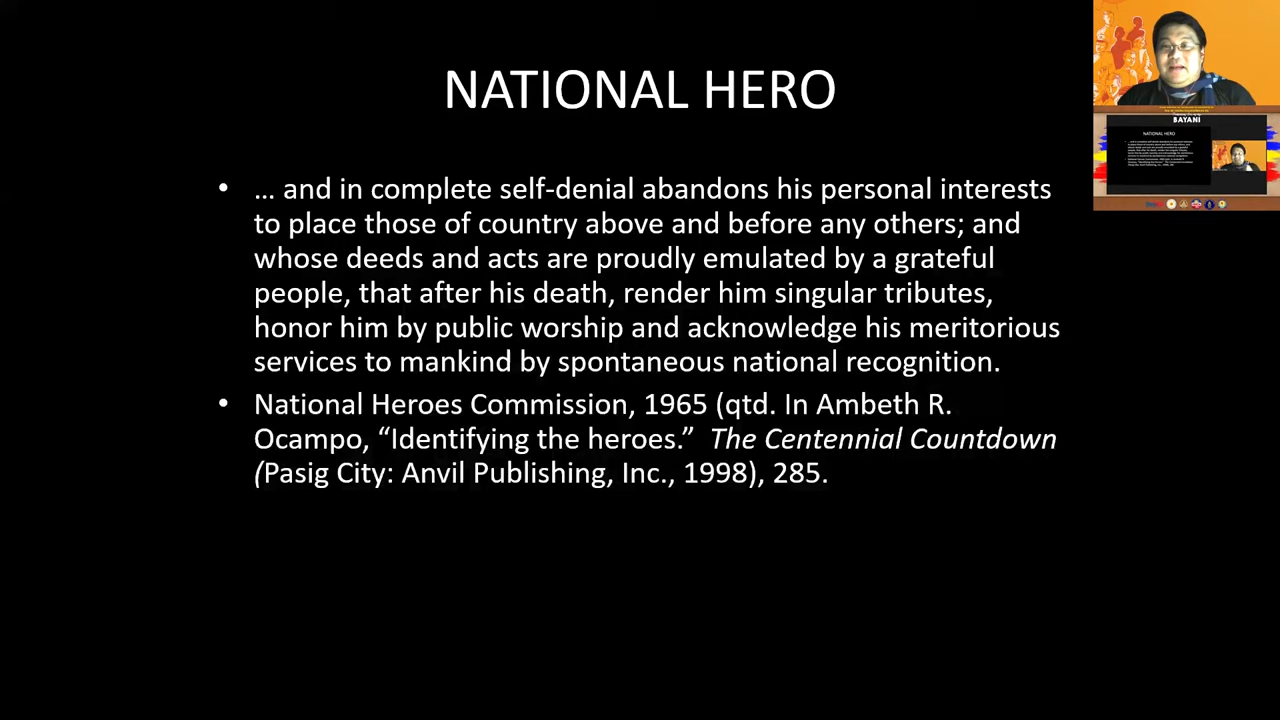 NATIONAL HERO
• … and in complete self-denial abandons his personal interests
to place those of country above and before any others; and
whose deeds and acts are proudly emulated by a grateful
people, that after his death, render him singular tributes,
honor him by public worship and acknowledge his meritorious
services to mankind by spontaneous national recognition.
• National Heroes Commission, 1965 (qtd. In Ambeth R.
Ocampo, “Identifying the heroes.” The Centennial Countdown
(Pasig City: Anvil Publishing, Inc., 1998), 285.
BAYANI
NATIONAL HERO